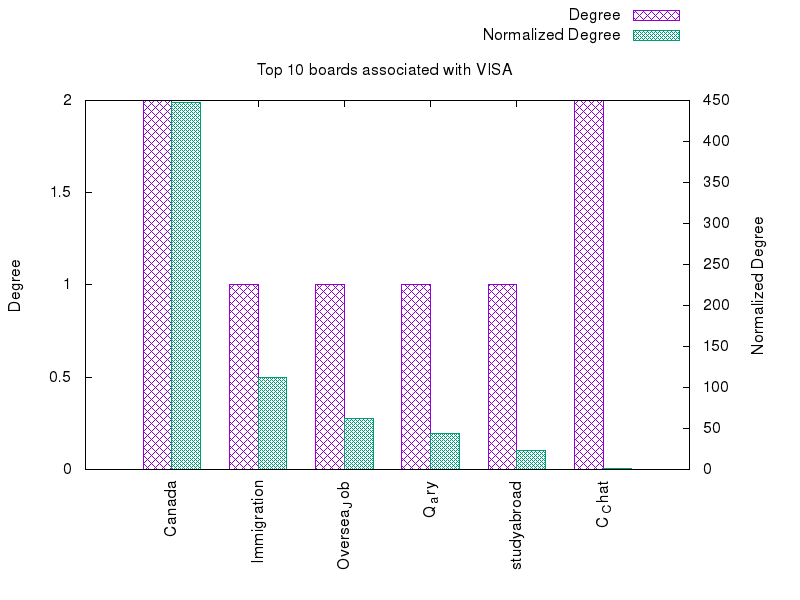 Degree
Normalized Degree
Top 10 boards associated with VISA
2
1.5
1
0.5
0
450
400
350
300
250
200
150
100
50
0
Degree
Normalized Degree
Canada
Immigration
Overseaⱼob
Qₐry
studyabroad
C_Chat